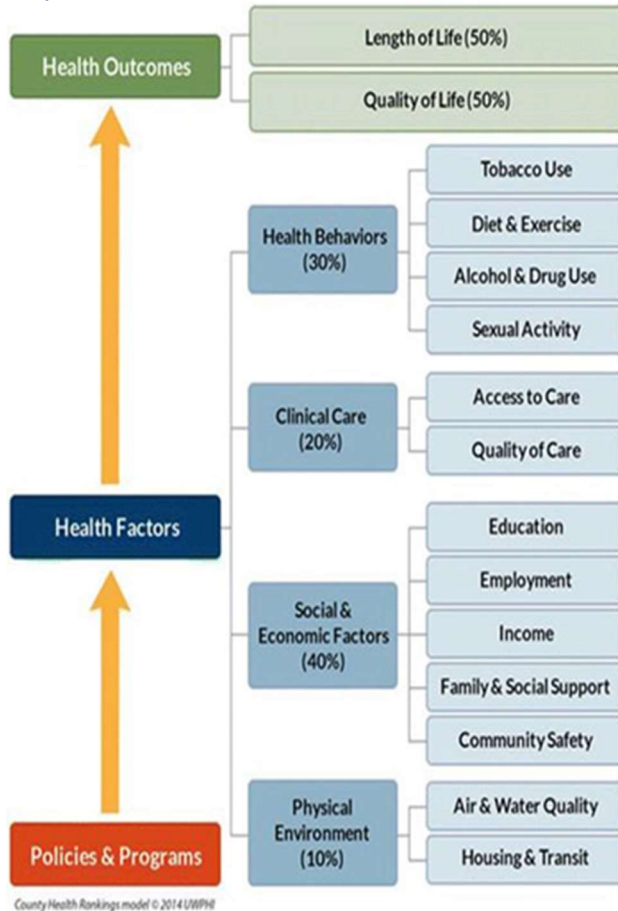 Health Outcomes
Length of Life (50%)
Quality of Life (50%)
Health Factors
Health Behaviors
(30%)
Tobacco Use
Diet & Exercise
Alcohol & Drug Use
Sexual Activity
Clinical Care
(20%)
Access to Care
Quality of Care
Social &
Economic Factors
(40%)
Education
Employment
Income
Family & Social Support
Community Safety
Physical
Environment
(10%)
Air & Water Quality
Housing & Transit
Policies & Programs
County Health Rankings model © 2014 UWPHI